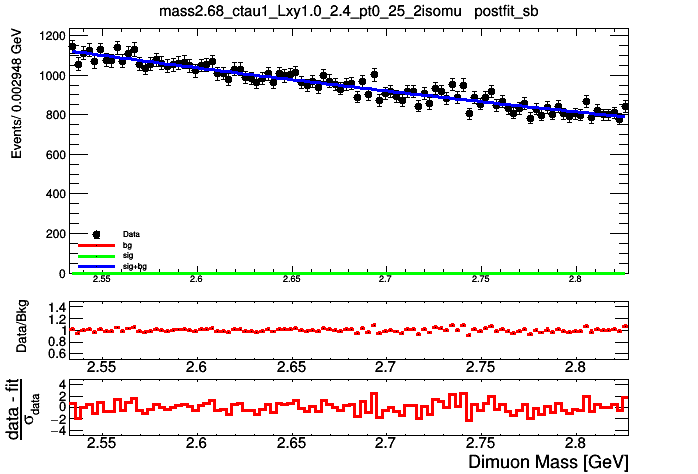 mass2.68_ctau1_Lxy1.0_2.4_pt0_25_2isomu postfit_sb
Events/ 0.002948 GeV
1200
1000
800
600
400
200
0
Data
bg
sig
sig+bg
2.55 2.6 2.65 2.7 2.75 2.8
Data/Bkg
1.4
1.2
1
0.8
0.6
2.55 2.6 2.65 2.7 2.75 2.8
data - fit
σdata
4
2
0
−2
−4
2.55 2.6 2.65 2.7 2.75 2.8
Dimuon Mass [GeV]